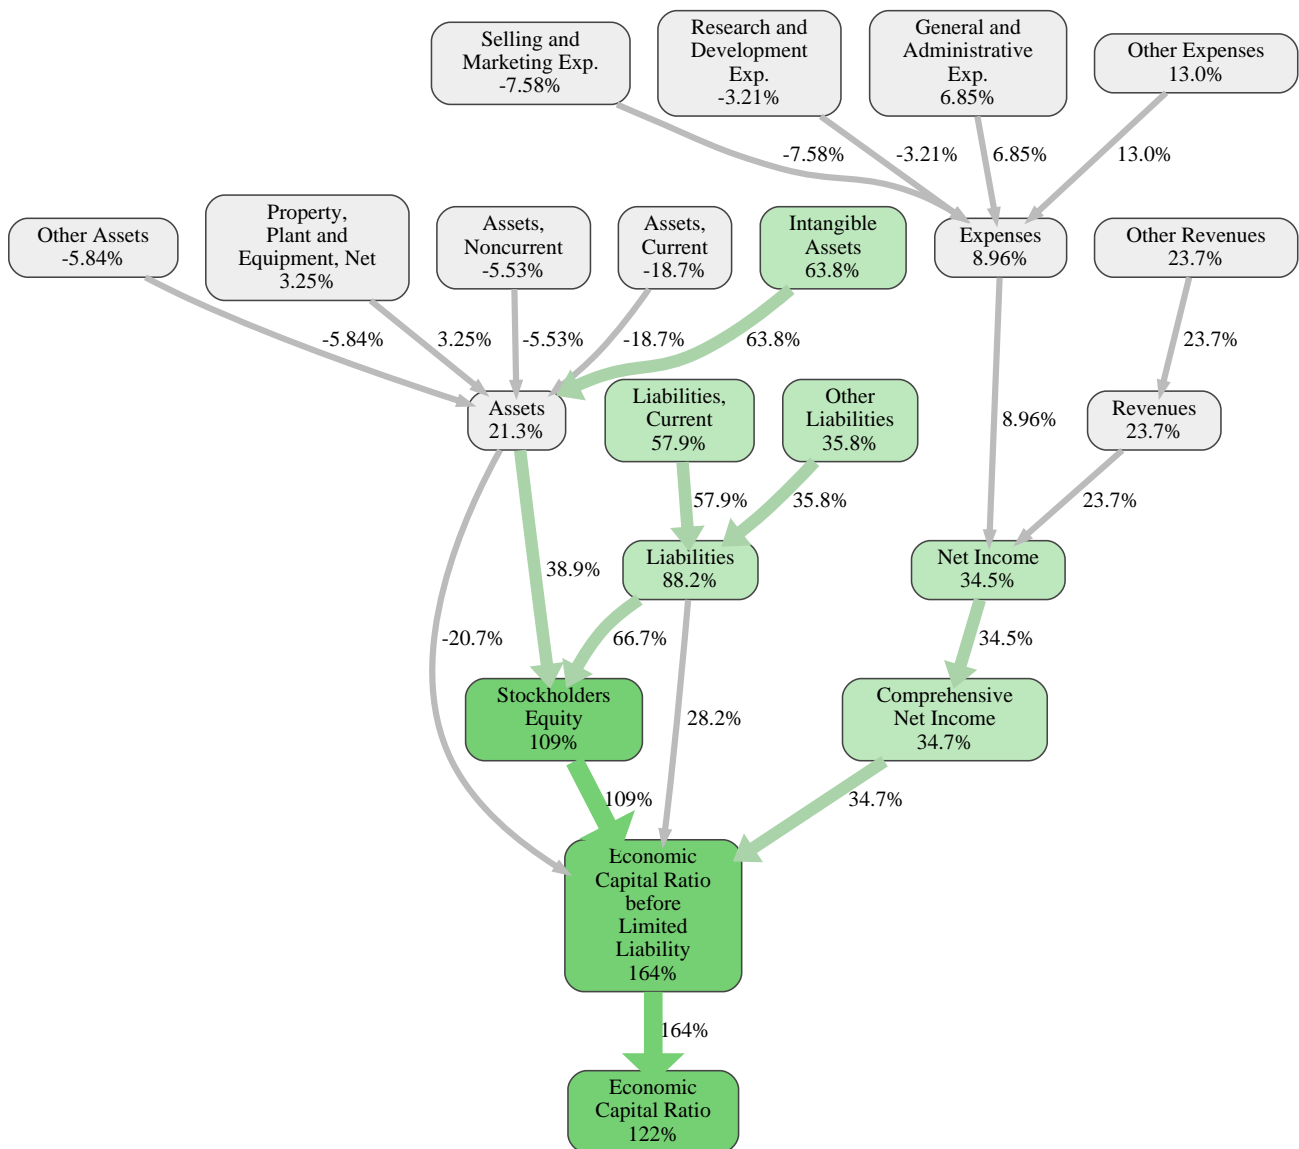 Selling and
Marketing Exp.
-7.58%
Research and
Development
Exp.
-3.21%
General and
Administrative
Exp.
6.85%
Other Expenses
13.0%
-7.58%
-3.21%
6.85%
13.0%
Other Assets
-5.84%
Property,
Plant and
Equipment, Net
3.25%
Assets,
Noncurrent
-5.53%
Assets,
Current
-18.7%
Intangible
Assets
63.8%
Expenses
8.96%
Other Revenues
23.7%
-5.84%
3.25%
-5.53%
-18.7%
63.8%
23.7%
Assets
21.3%
Liabilities,
Current
57.9%
Other
Liabilities
35.8%
8.96%
Revenues
23.7%
57.9%
35.8%
23.7%
38.9%
Liabilities
88.2%
Net Income
34.5%
-20.7%
66.7%
34.5%
Stockholders
Equity
109%
28.2%
Comprehensive
Net Income
34.7%
109%
34.7%
Economic
Capital Ratio
before
Limited
Liability
164%
164%
Economic
Capital Ratio
122%